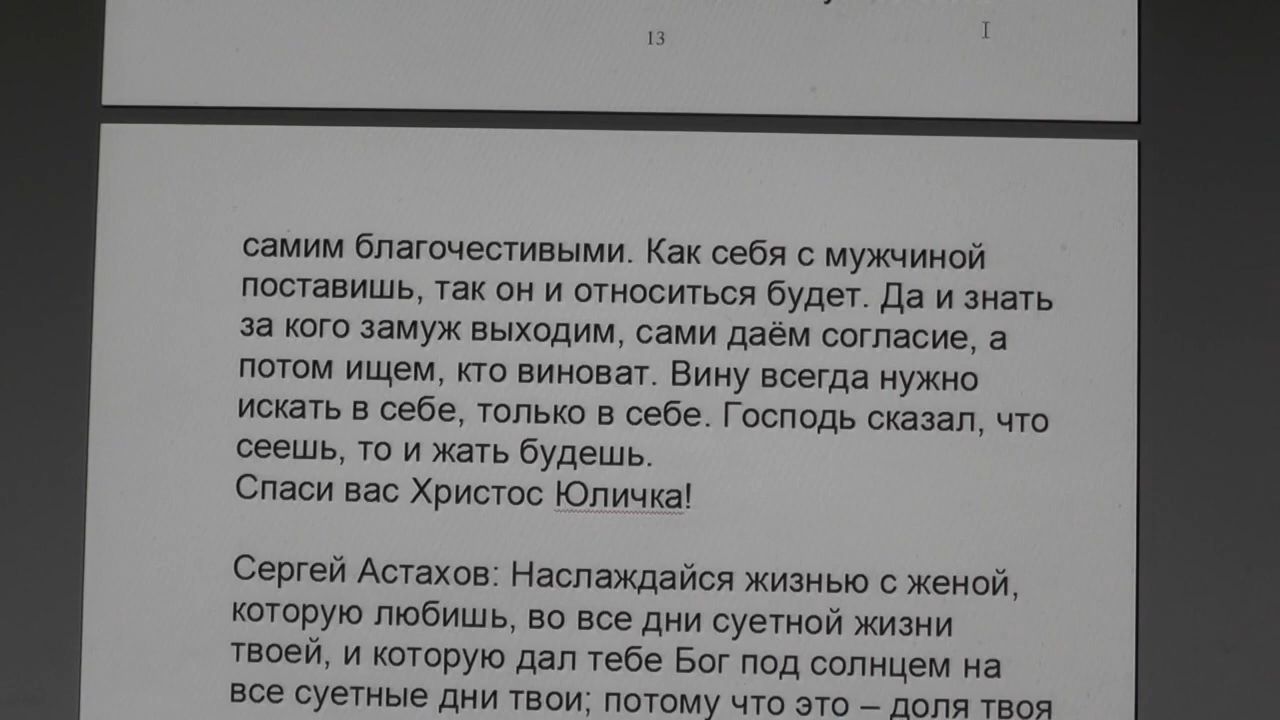 13
самим благочестивыми. Как себя с мужчиной
поставишь, так он и относиться будет. Да и знать
за кого замуж выходим, сами даём согласие, а
потом ищем, кто виноват. Вину всегда нужно
искать в себе, только в себе. Господь сказал, что
сеешь, то и жать будешь.
Спаси вас Христос Юличка!
Сергей Астахов: Наслаждайся жизнью с женой,
которую любишь, во все дни суетной жизни
твоей, и которую дал тебе Бог под солнцем на
все суетные дни твои; потому что это – доля твоя